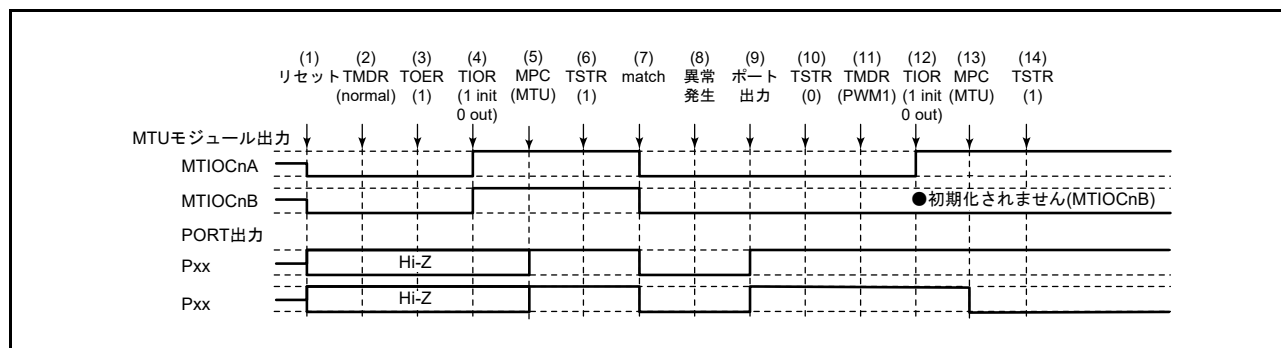 (1) (2) (3) (4) (5) (6) (7) (8) (9) (10) (11) (12) (13) (14)
リセット TMDR TOER TIOR MPC TSTR match 異常 ポート TSTR TMDR TIOR MPC TSTR
(normal) (1) (1 init (MTU) (1) 発生 出力 (0) (PWM1) (1 init (MTU) (1)
0 out) 0 out)
MTUモジュール出力
MTIOCnA
MTIOCnB ●初期化されません(MTIOCnB)
PORT出力
Pxx Hi-Z
Pxx Hi-Z